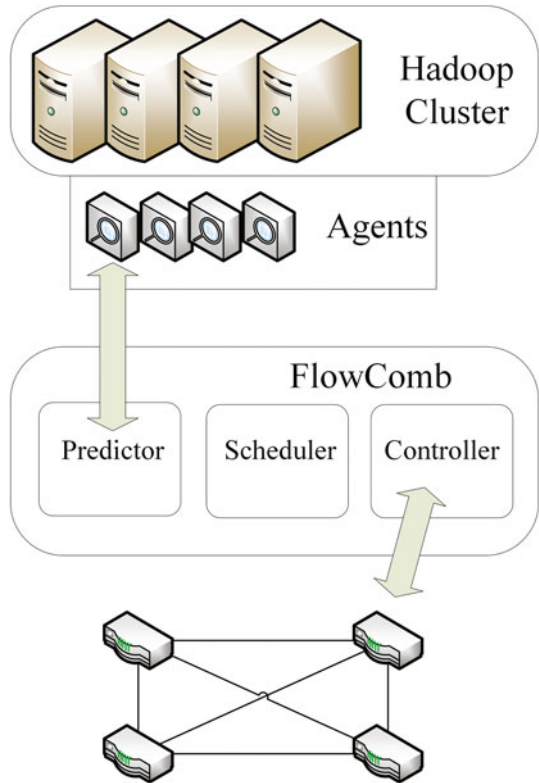 Hadoop
Cluster
Agents
FlowComb
Predictor
Scheduler
Controller